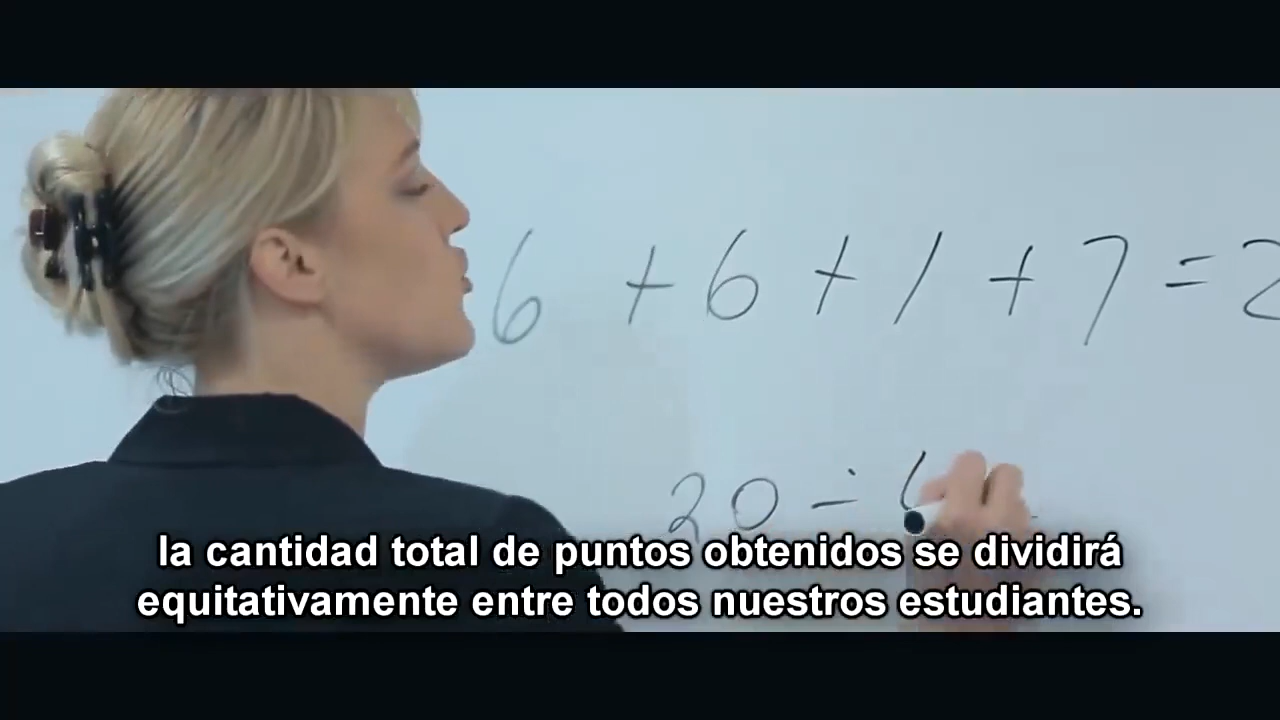 6 + 6 + 1 + 7 = 2
20 ÷
la cantidad total de puntos obtenidos se dividirá
equitativamente entre todos nuestros estudiantes.